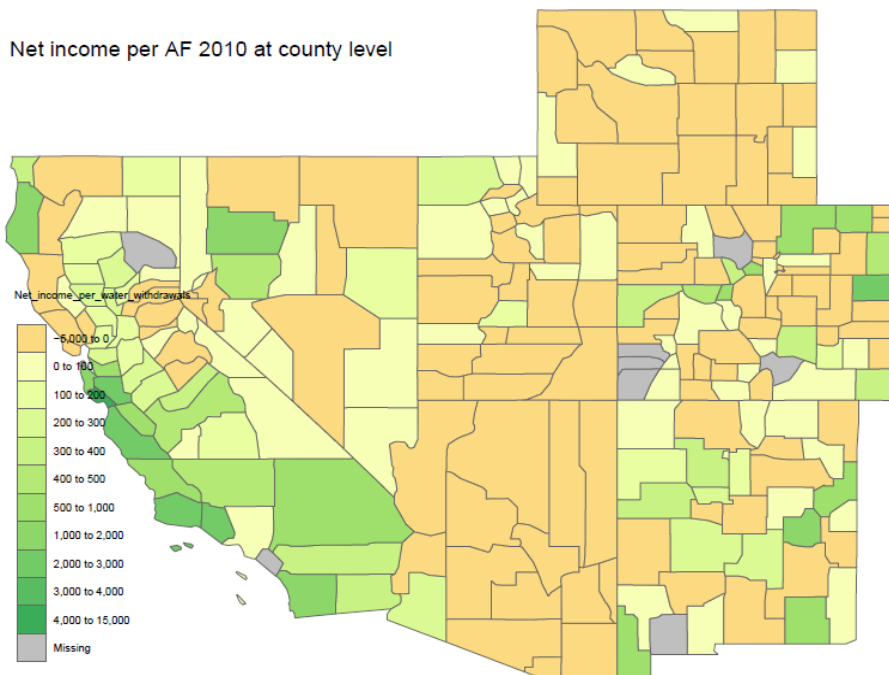 Net income per AF 2010 at county level
Net_income_per_water_withdrawals
−5,000 to 0
0 to 100
100 to 200
200 to 300
300 to 400
400 to 500
500 to 1,000
1,000 to 2,000
2,000 to 3,000
3,000 to 4,000
4,000 to 15,000
Missing